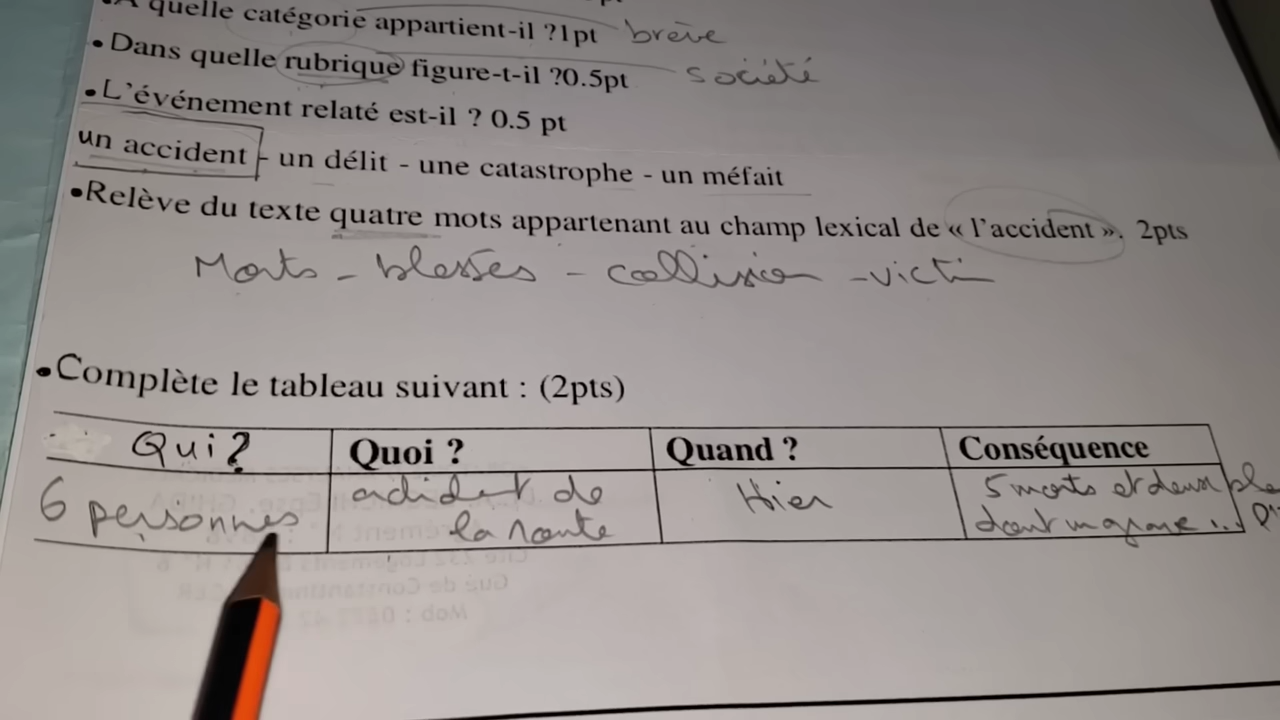 quelle catégorie appartient-il ?1pt brève
• Dans quelle rubrique figure-t-il ?0.5pt société
• L'événement relaté est-il ? 0.5 pt
un accident - un délit - une catastrophe - un méfait
•Relève du texte quatre mots appartenant au champ lexical de « l'accident ». 2pts
Morts - blessés - collision - victi
•Complète le tableau suivant : (2pts)
Qui? Quoi ? Quand ? Conséquence
6 personnes accident de la route Hier 5 morts et deux
dont un grave ...